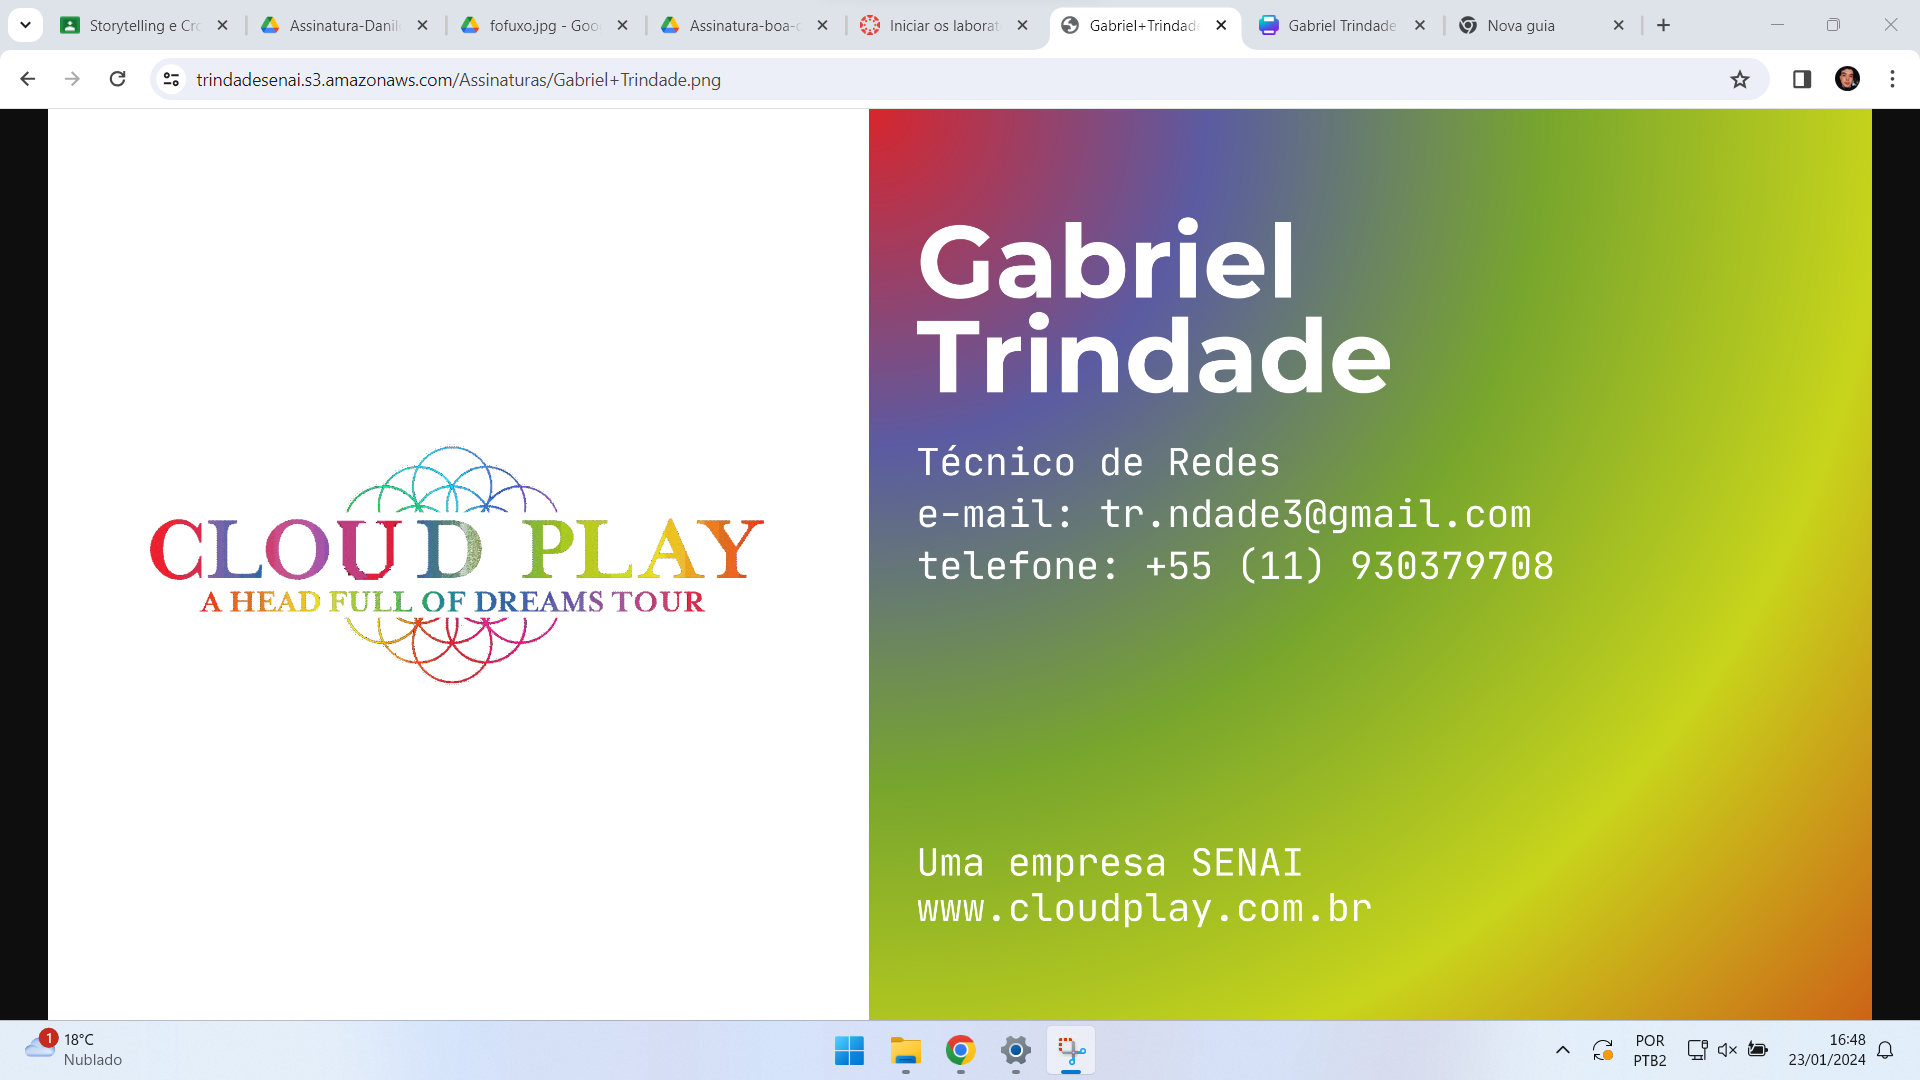 Storytelling e Cro
Assinatura-Danil
fofuxo.jpg - Goo
Assinatura-boa-c
Iniciar os laborat
Gabriel+Trindade
Gabriel Trindade
Nova guia
trindadesenai.s3.amazonaws.com/Assinaturas/Gabriel+Trindade.png
CLOUD PLAY
A HEAD FULL OF DREAMS TOUR
Gabriel
Trindade
Técnico de Redes
e-mail: tr.ndade3@gmail.com
telefone: +55 (11) 930379708
Uma empresa SENAI
www.cloudplay.com.br
1
18°C
Nublado
POR
PTB2
16:48
23/01/2024